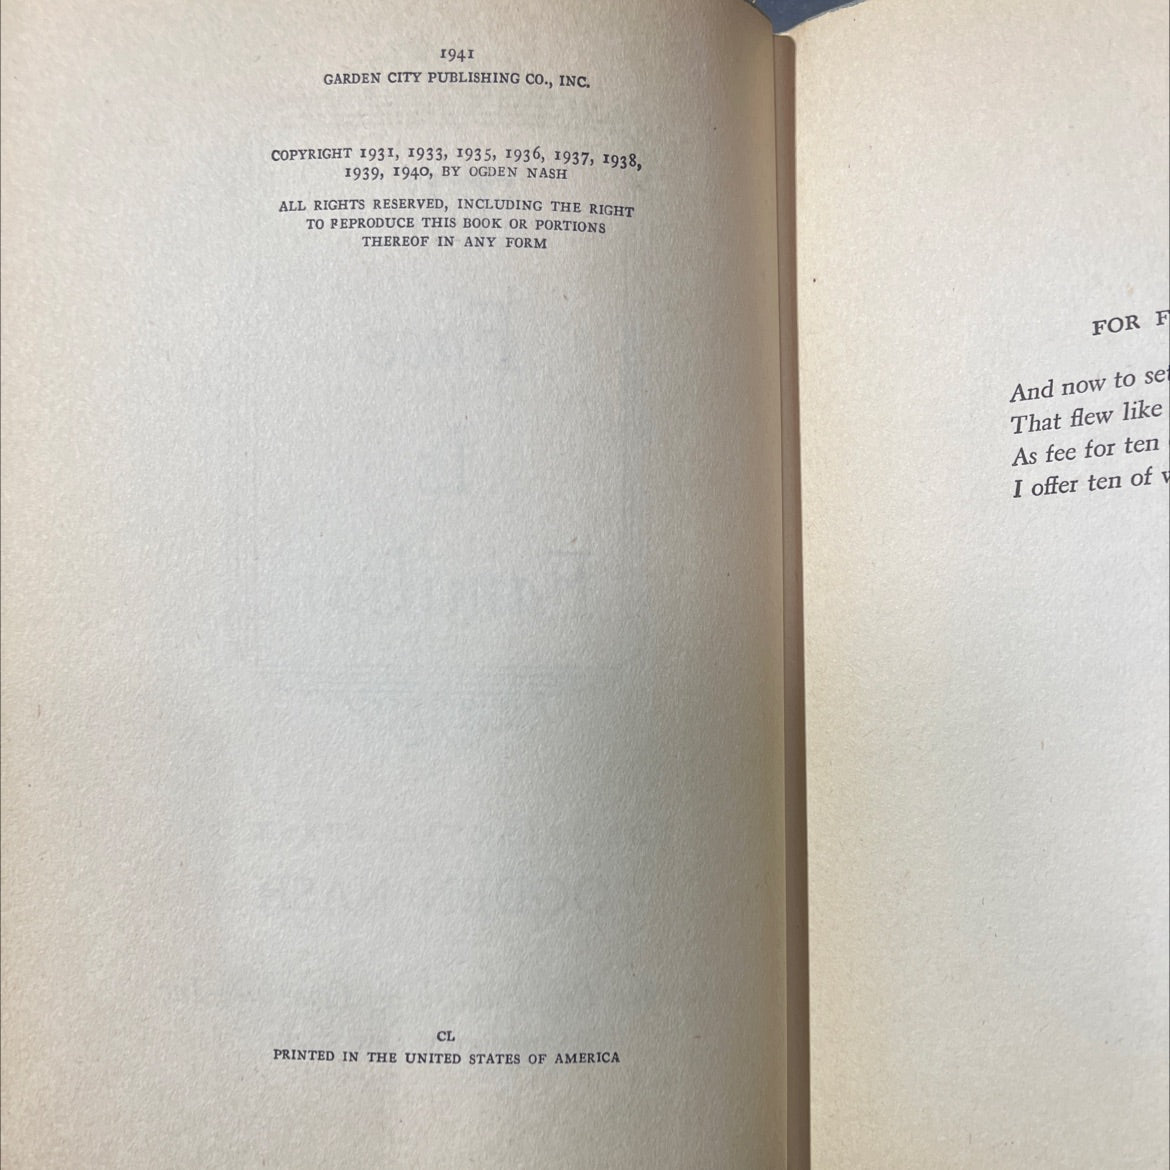 1941
GARDEN CITY PUBLISHING CO., INC.
COPYRIGHT 1931, 1933, 1935, 1936, 1937, 1938,
1939, 1940, BY OGDEN NASH
ALL RIGHTS RESERVED, INCLUDING THE RIGHT
TO REPRODUCE THIS BOOK OR PORTIONS
THEREOF IN ANY FORM
CL
PRINTED IN THE UNITED STATES OF AMERICA
FOR F
And now to set
That flew like
As fee for ten
I offer ten of